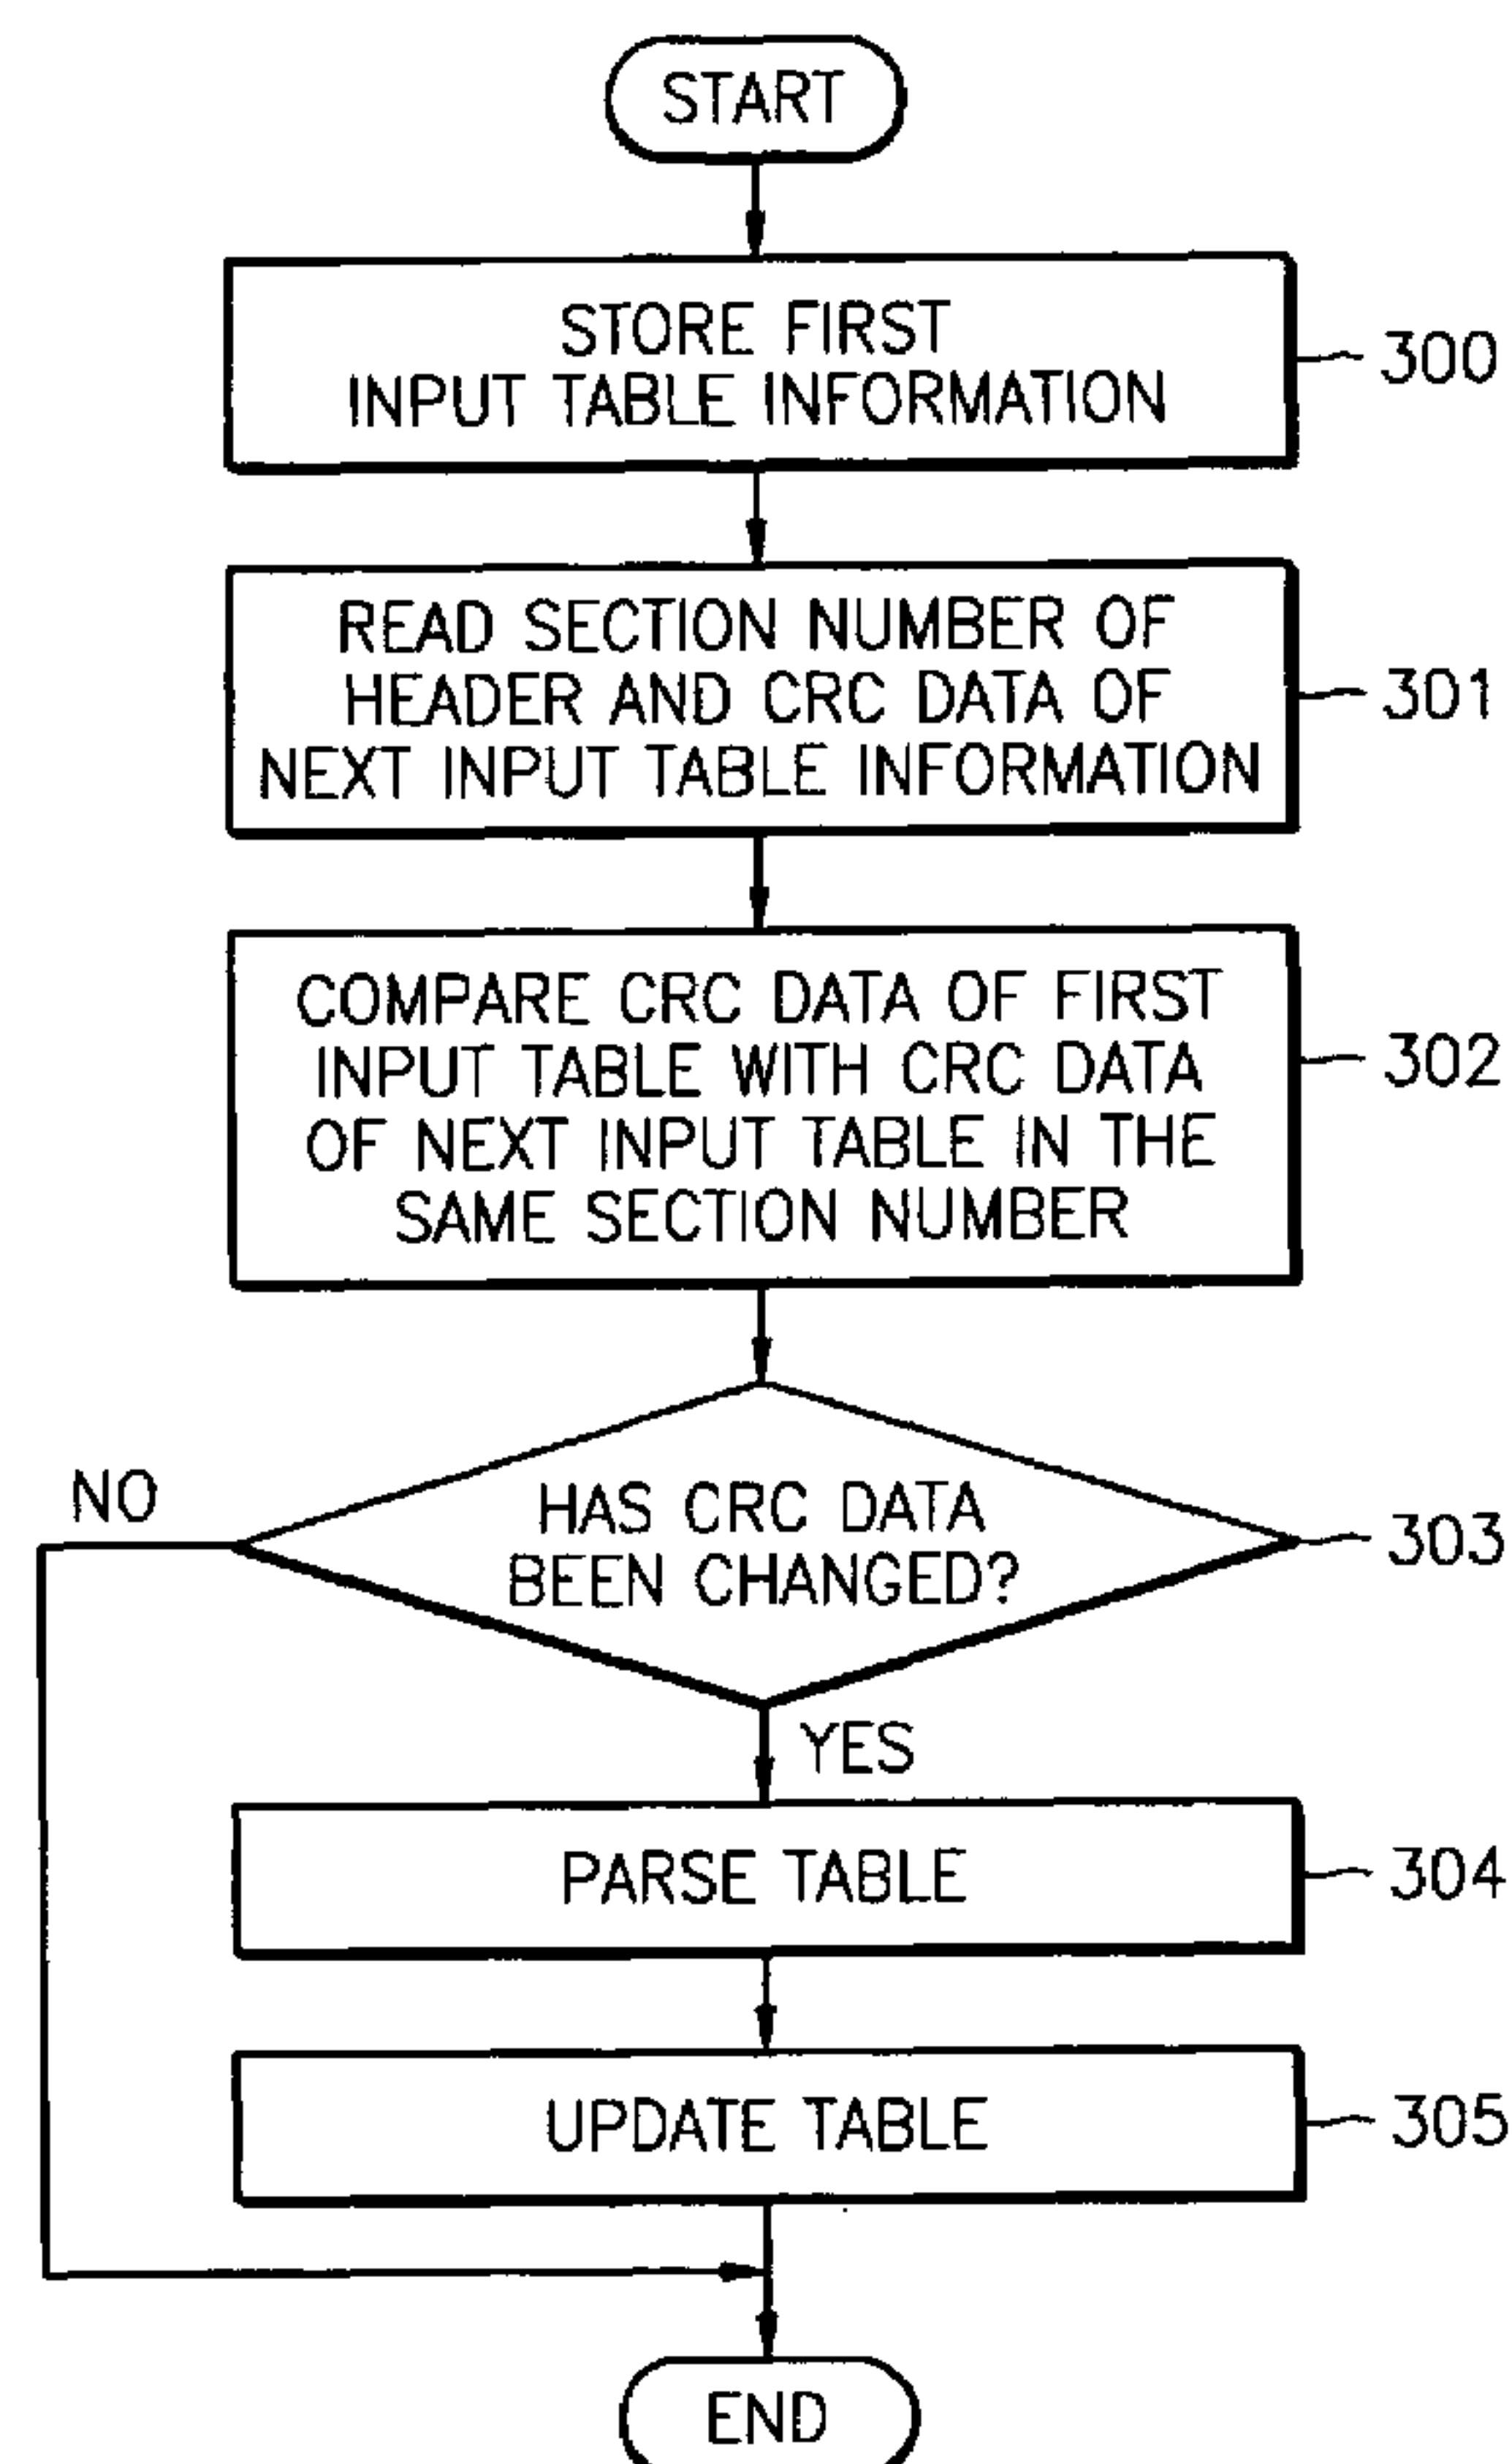 START
STORE FIRST
INPUT TABLE INFORMATION
300
READ SECTION NUMBER OF
HEADER AND CRC DATA OF
NEXT INPUT TABLE INFORMATION
301
COMPARE CRC DATA OF FIRST
INPUT TABLE WITH CRC DATA
OF NEXT INPUT TABLE IN THE
SAME SECTION NUMBER
302
NO
HAS CRC DATA
BEEN CHANGED?
303
YES
PARSE TABLE
304
UPDATE TABLE
305
END